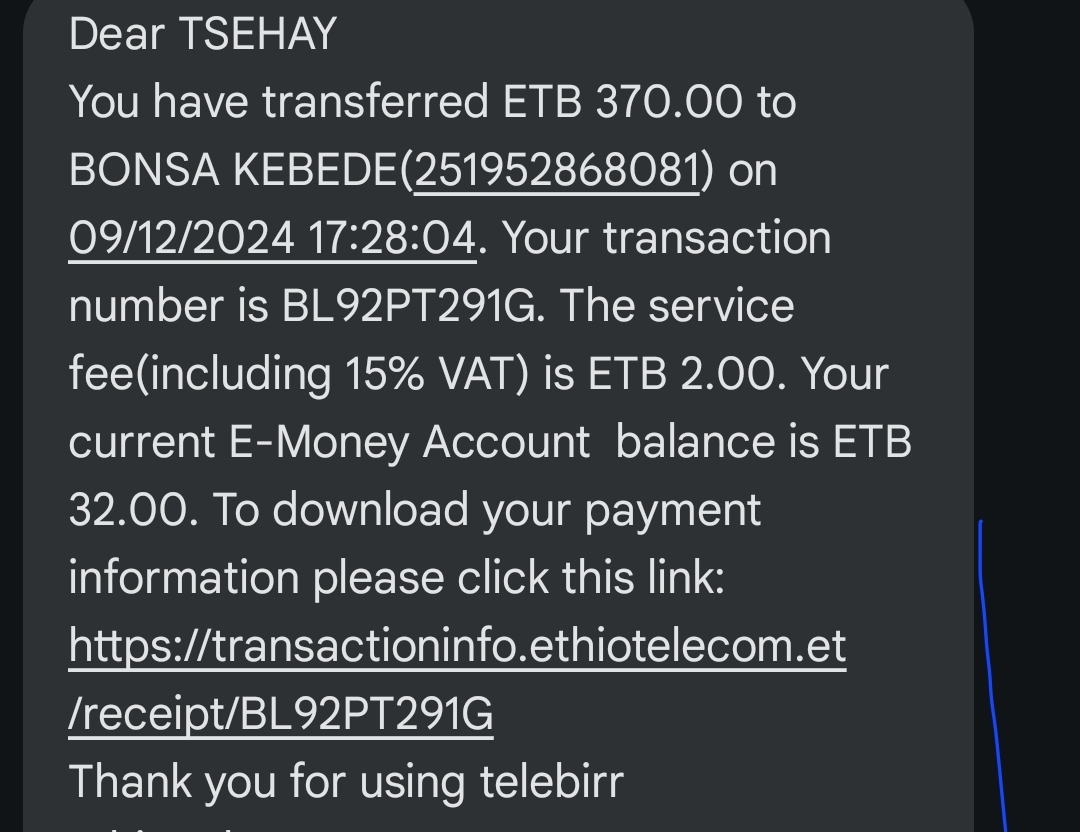 Dear TSEHAY
You have transferred ETB 370.00 to
BONSA KEBEDE(251952868081) on
09/12/2024 17:28:04. Your transaction
number is BL92PT291G. The service
fee(including 15% VAT) is ETB 2.00. Your
current E-Money Account  balance is ETB
32.00. To download your payment
information please click this link:
https://transactioninfo.ethiotelecom.et
/receipt/BL92PT291G
Thank you for using telebirr